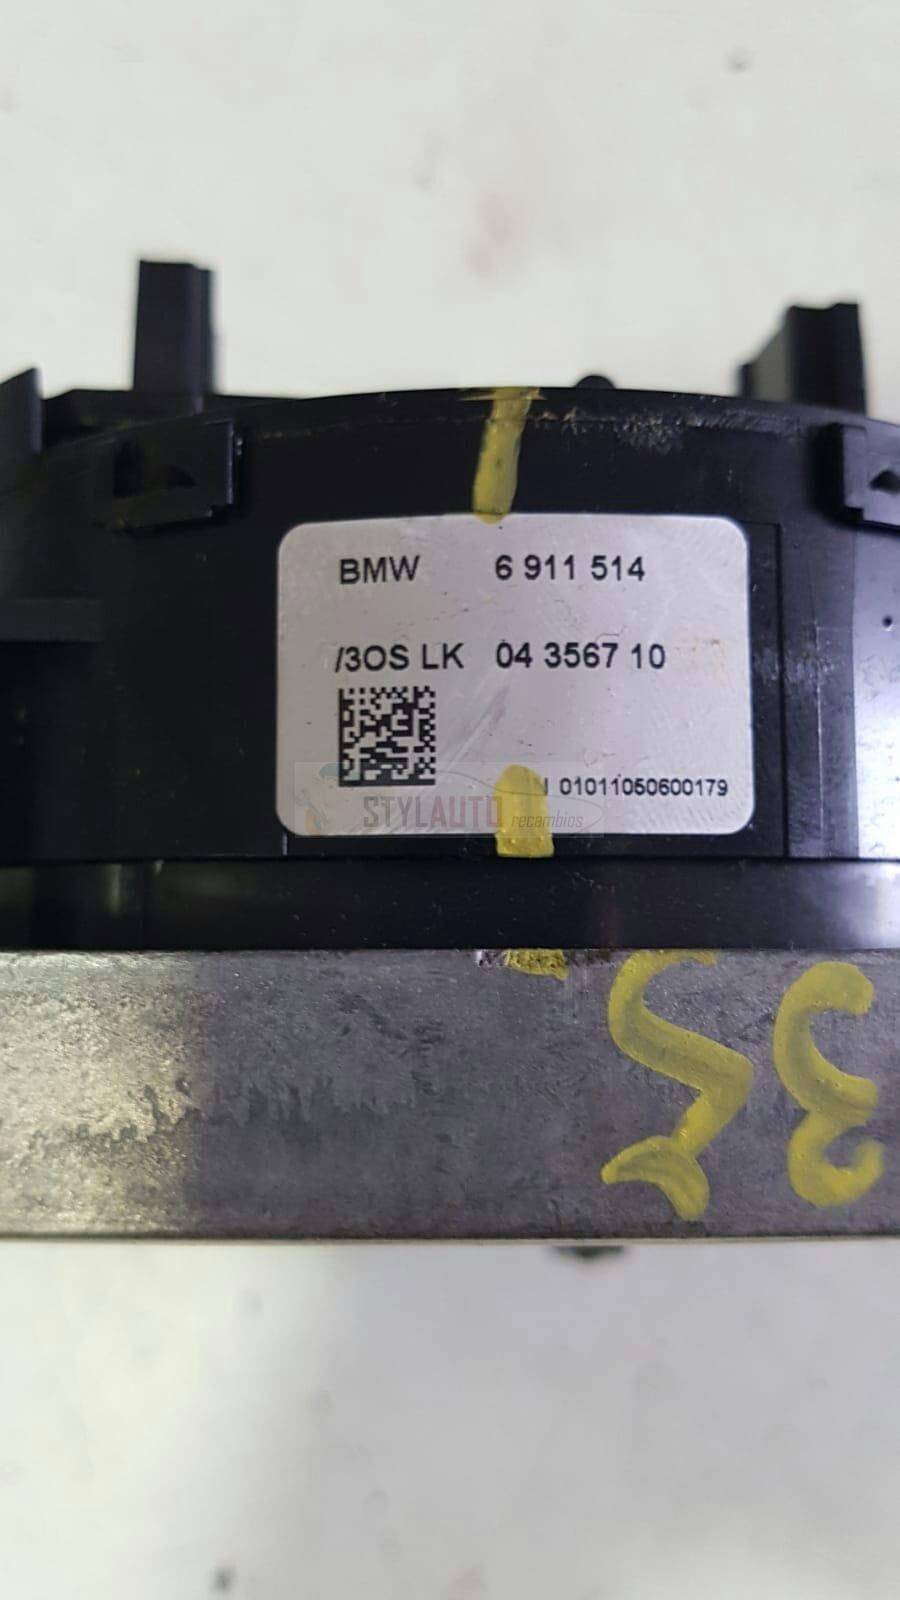 BMW 6 911 514
/3OS LK 04 3567 10
01011050600179
STYLAUTO recambios
35